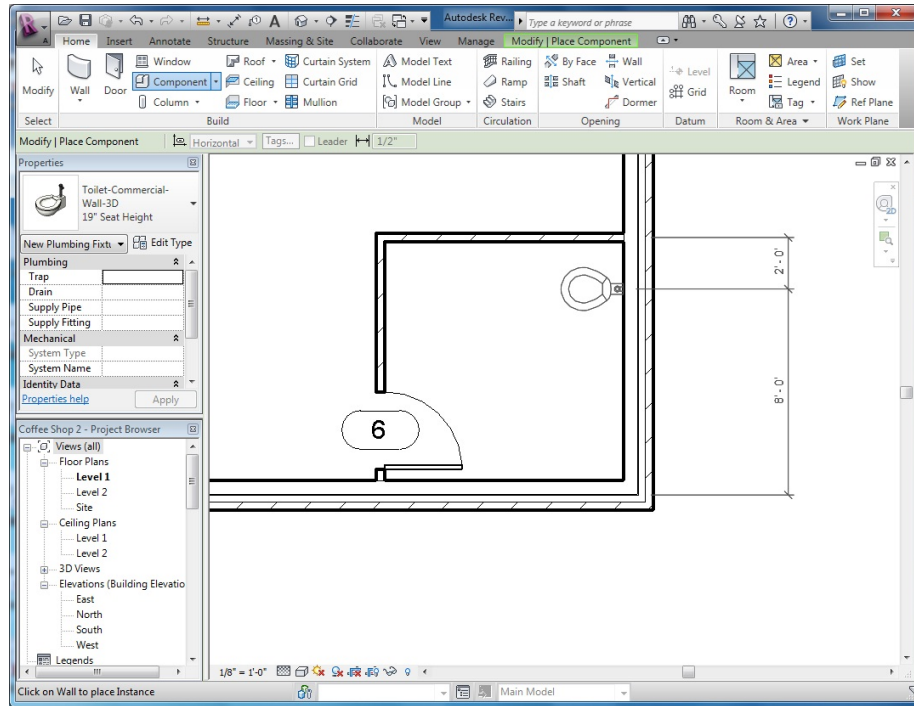 Autodesk Rev...
Type a keyword or phrase
Home Insert Annotate Structure Massing & Site Collaborate View Manage Modify | Place Component
Modify
Wall
Door
Window
Component
Column
Roof
Ceiling
Floor
Curtain System
Curtain Grid
Mullion
Model Text
Model Line
Model Group
Railing
Ramp
Stairs
By Face
Shaft
Wall
Vertical
Dormer
Level
Grid
Room
Area
Legend
Tag
Set
Show
Ref Plane
Select Build Model Circulation Opening Datum Room & Area Work Plane
Modify | Place Component Horizontal Tags... Leader 1/2"
Properties
Toilet-Commercial-
Wall-3D
19" Seat Height
New Plumbing Fixtu Edit Type
Plumbing
Trap
Drain
Supply Pipe
Supply Fitting
Mechanical
System Type
System Name
Identity Data
Properties help Apply
Coffee Shop 2 - Project Browser
Views (all)
Floor Plans
Level 1
Level 2
Site
Ceiling Plans
Level 1
Level 2
3D Views
Elevations (Building Elevatio
East
North
South
West
Legends
2D
2' - 0"
8' - 0"
6
1/8" = 1'-0"
Click on Wall to place Instance
Main Model